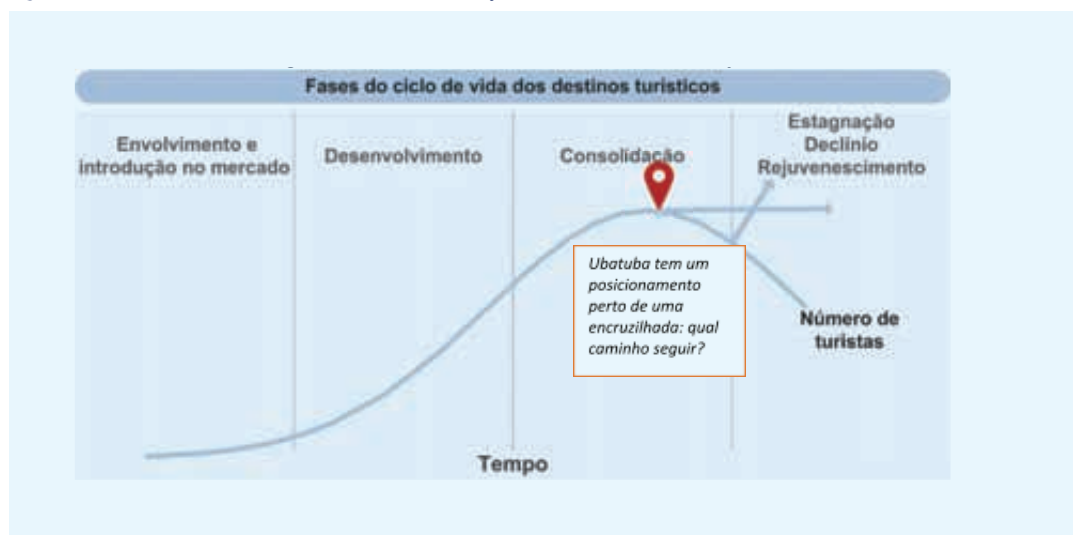 Fases do ciclo de vida dos destinos turísticos
Envolvimento e
introdução no mercado
Desenvolvimento
Consolidação
Estagnação
Declínio
Rejuvenescimento
Ubatuba tem um
posicionamento
perto de uma
encruzilhada: qual
caminho seguir?
Número de
turistas
Tempo